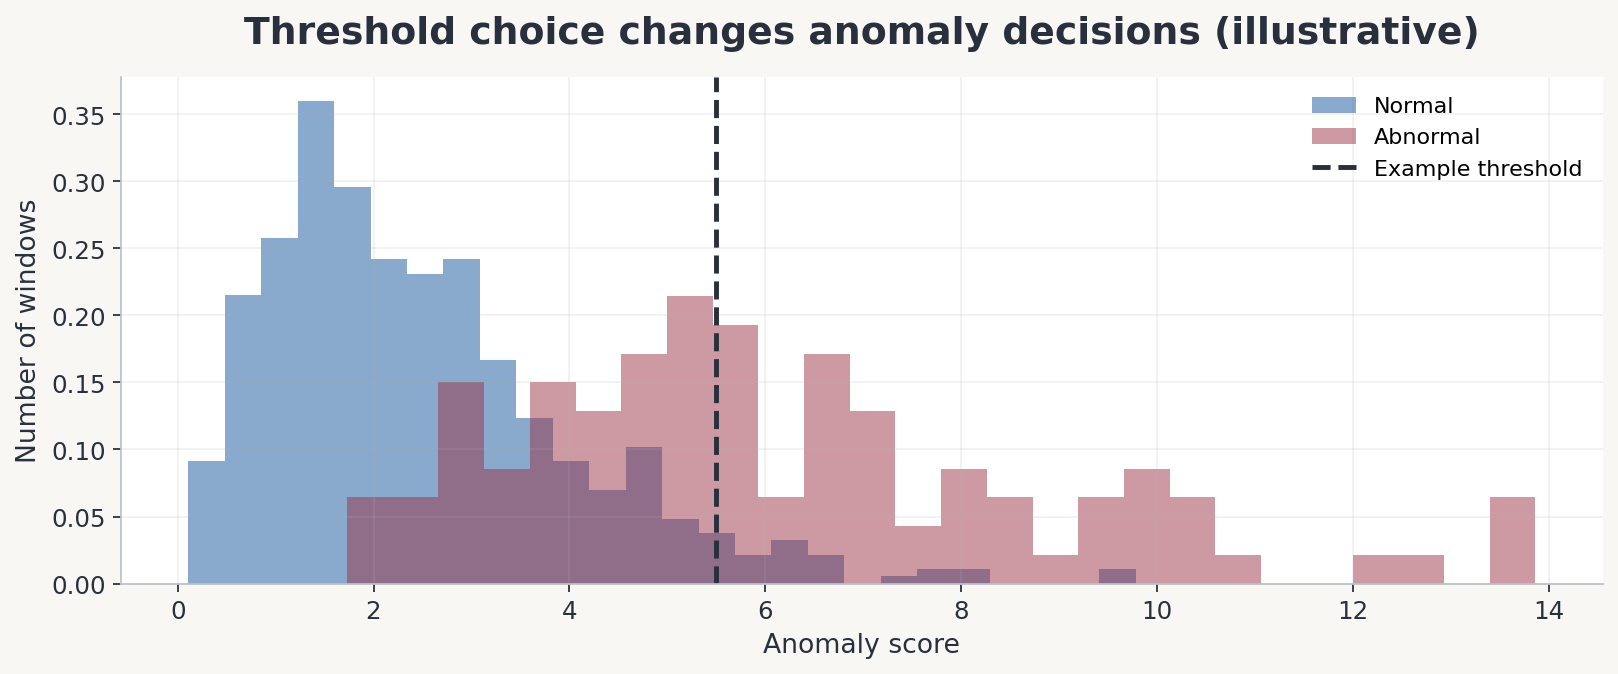 Threshold choice changes anomaly decisions (illustrative)
Number of windows
0.35
0.30
0.25
0.20
0.15
0.10
0.05
0.00
Normal
Abnormal
Example threshold
0 2 4 6 8 10 12 14
Anomaly score